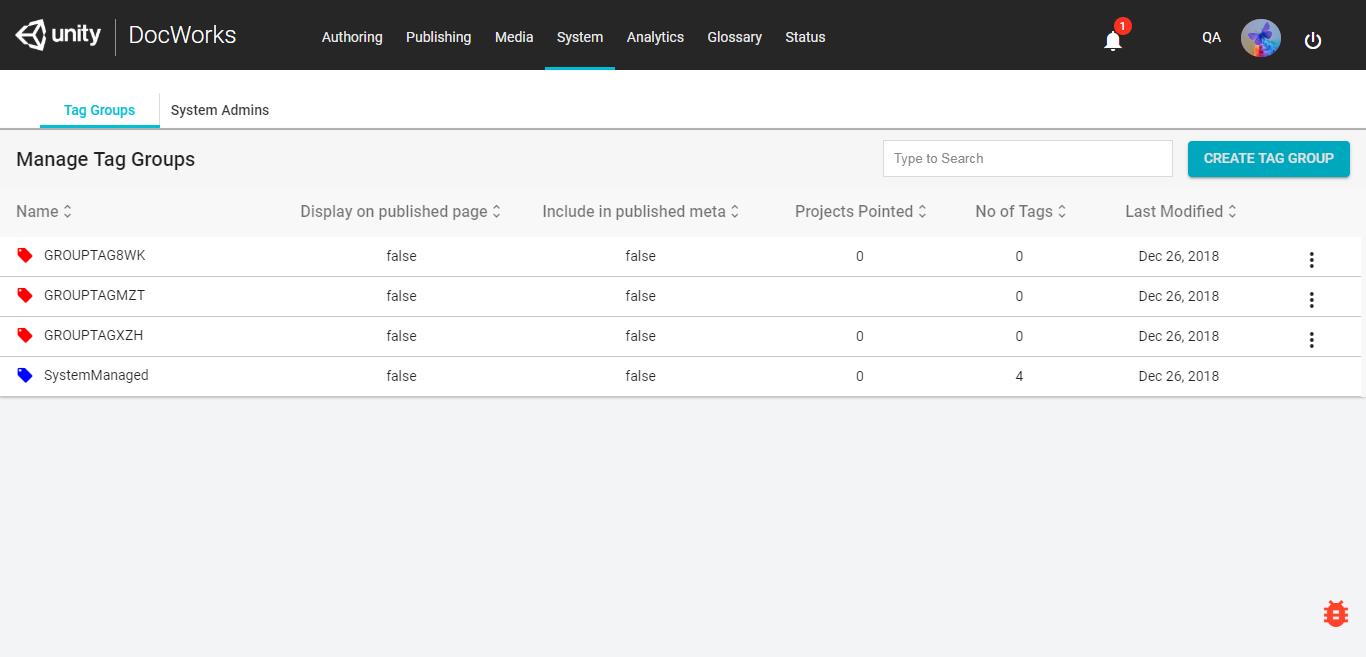 unity DocWorks Authoring Publishing Media System Analytics Glossary Status 1 QA
Tag Groups System Admins
Manage Tag Groups Type to Search CREATE TAG GROUP
Name Display on published page Include in published meta Projects Pointed No of Tags Last Modified
GROUPTAG8WK false false 0 0 Dec 26, 2018
GROUPTAGMZT false false 0 Dec 26, 2018
GROUPTAGXZH false false 0 0 Dec 26, 2018
SystemManaged false false 0 4 Dec 26, 2018